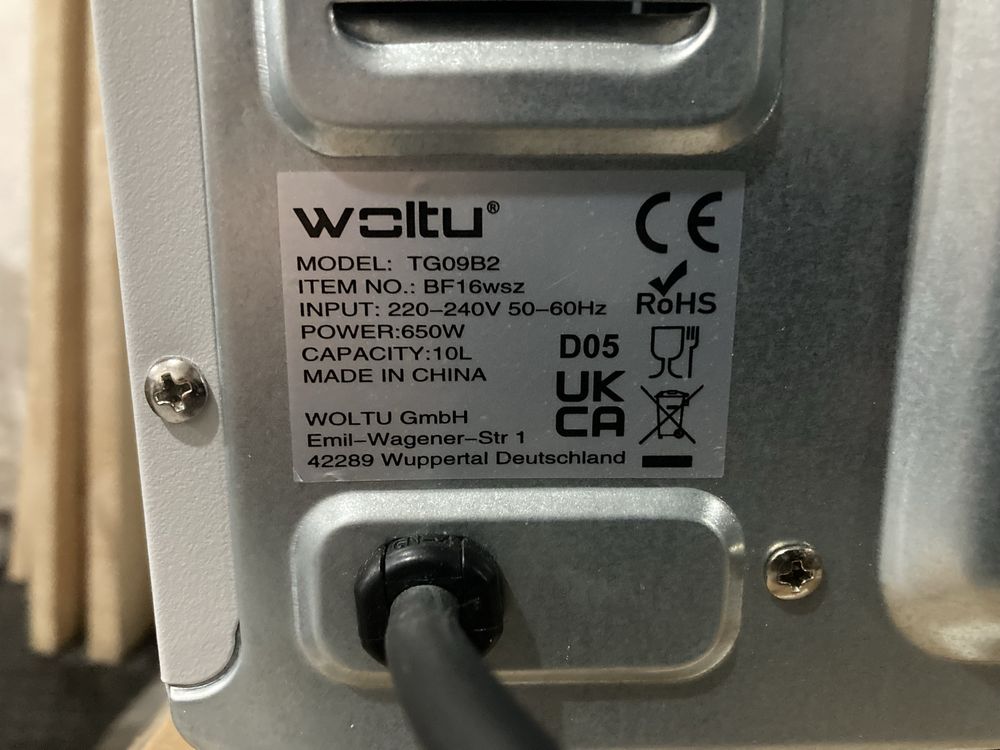 woltu®
CE
MODEL: TG09B2
ITEM NO.: BF16wsz
INPUT: 220–240V 50–60Hz
RoHS
POWER:650W
CAPACITY:10L
D05
MADE IN CHINA
UK
CA
WOLTU GmbH
Emil–Wagener–Str 1
42289 Wuppertal Deutschland